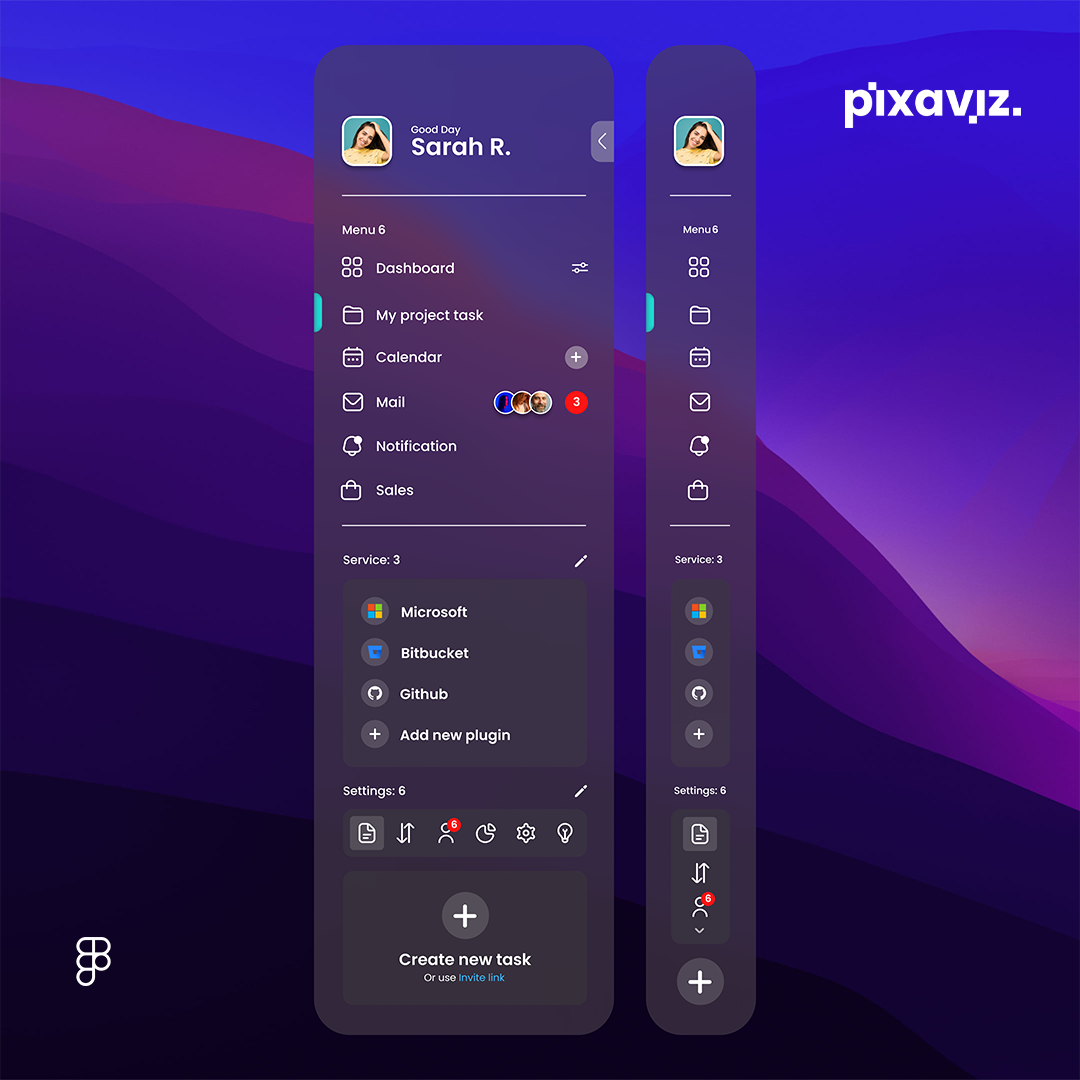 pixaviz.
Good Day
Sarah R.
Menu 6
Dashboard
My project task
Calendar
Mail
3
Notification
Sales
Service: 3
Microsoft
Bitbucket
Github
Add new plugin
Settings: 6
6
Create new task
Or use Invite link
Menu 6
Service: 3
Settings: 6
6